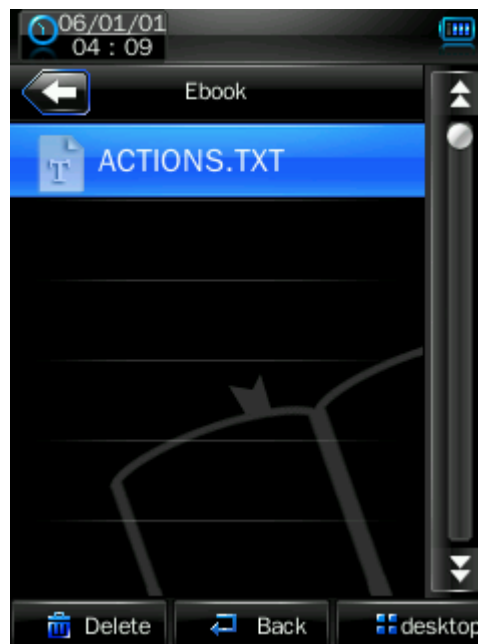 06/01/01
04 : 09
Ebook
T
ACTIONS.TXT
Delete
Back
desktop